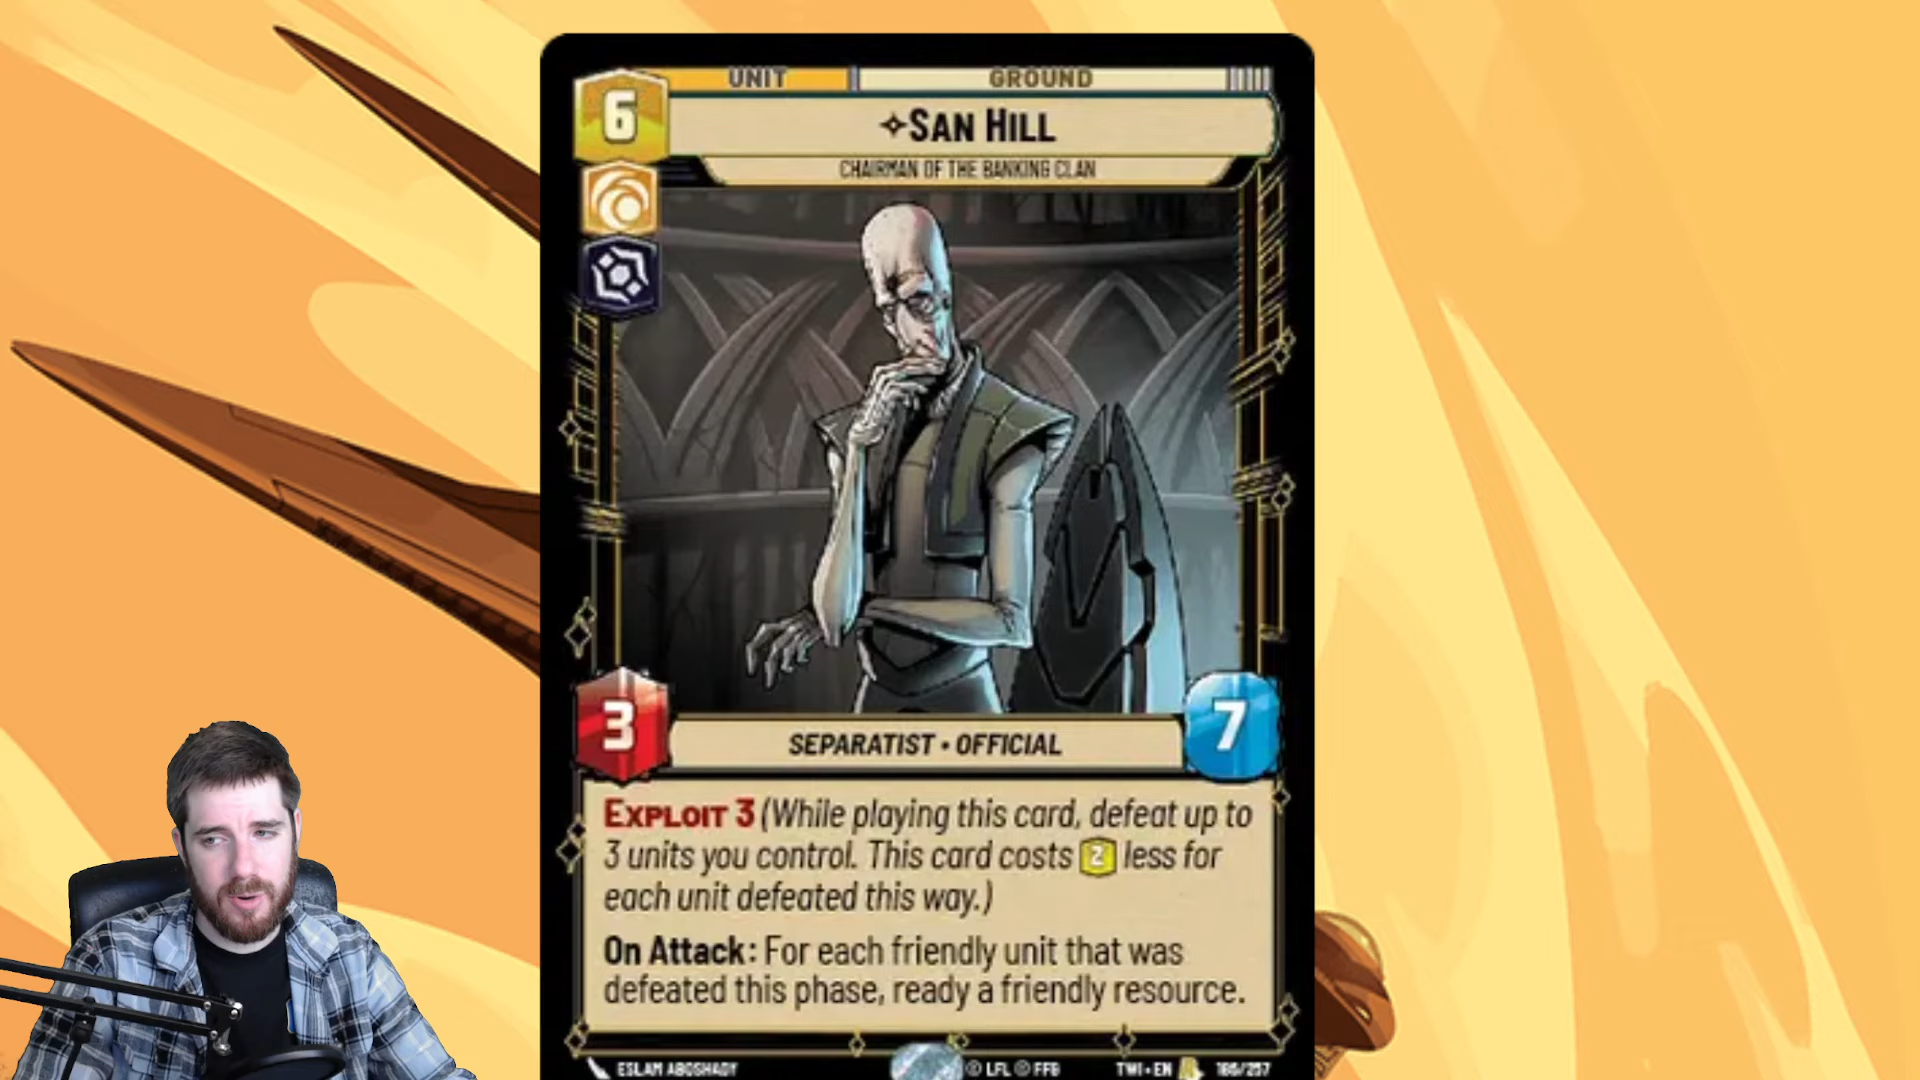 UNIT GROUND
6
SAN HILL
CHAIRMAN OF THE BANKING CLAN
3
SEPARATIST • OFFICIAL
7
EXPLOIT 3 (While playing this card, defeat up to
3 units you control. This card costs 2 less for
each unit defeated this way.)
On Attack: For each friendly unit that was
defeated this phase, ready a friendly resource.
ESLAM ABOSHADY © LFL © FFG TWI • EN